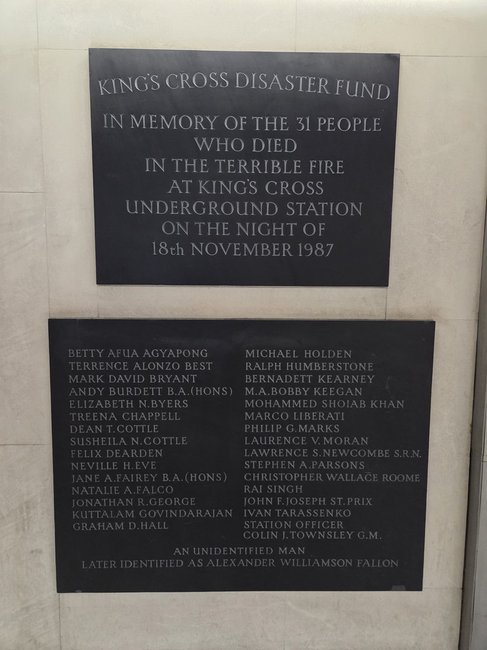 KING'S CROSS DISASTER FUND
IN MEMORY OF THE 31 PEOPLE
WHO DIED
IN THE TERRIBLE FIRE
AT KING'S CROSS
UNDERGROUND STATION
ON THE NIGHT OF
18th NOVEMBER 1987
BETTY AFUA AGYAPONG
TERRENCE ALONZO BEST
MARK DAVID BRYANT
ANDY BURDETT B.A.(HONS)
ELIZABETH N.BYERS
TREENA CHAPPELL
DEAN T.COTTLE
SUSHEILA N.COTTLE
FELIX DEARDEN
NEVILLE H.EVE
JANE A.FAIREY B.A.(HONS)
NATALIE A.FALCO
JONATHAN R.GEORGE
KUTTALAM GOVINDARAJAN
GRAHAM D.HALL
MICHAEL HOLDEN
RALPH HUMBERSTONE
BERNADETT KEARNEY
M.A.BOBBY KEEGAN
MOHAMMED SHOIAB KHAN
MARCO LIBERATI
PHILIP G.MARKS
LAURENCE V.MORAN
LAWRENCE S.NEWCOMBE S.R.N.
STEPHEN A.PARSONS
CHRISTOPHER WALLACE ROOME
RAI SINGH
JOHN F.JOSEPH ST.PRIX
IVAN TARASSENKO
STATION OFFICER
COLIN J.TOWNSLEY G.M.
AN UNIDENTIFIED MAN
LATER IDENTIFIED AS ALEXANDER WILLIAMSON FALLON